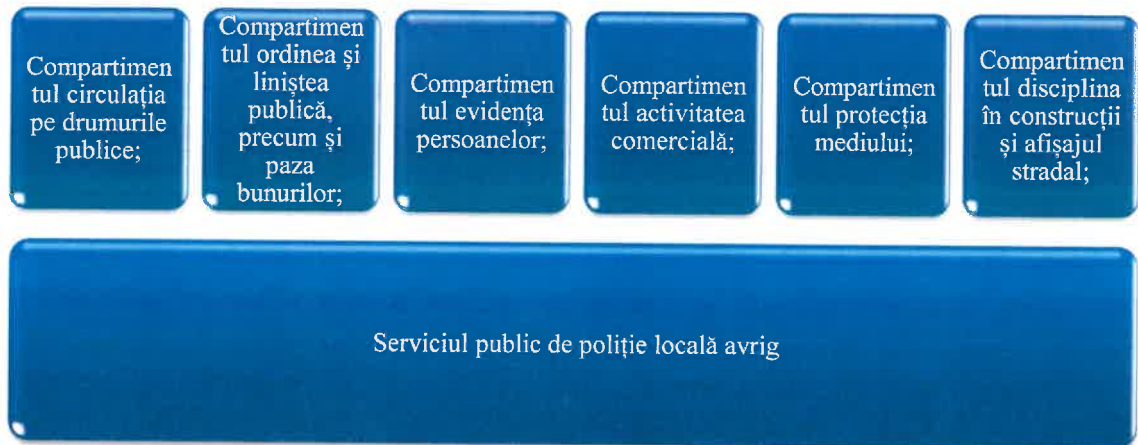 Compartimen
tul circulația
pe drumurile
publice;
Compartimen
tul ordinea și
liniștea
publică,
precum și
paza
bunurilor;
Compartimen
tul evidența
persoanelor;
Compartimen
tul activitatea
comercială;
Compartimen
tul protecția
mediului;
Compartimen
tul disciplina
în construcții
și afișajul
stradal;
Serviciul public de poliție locală avrig